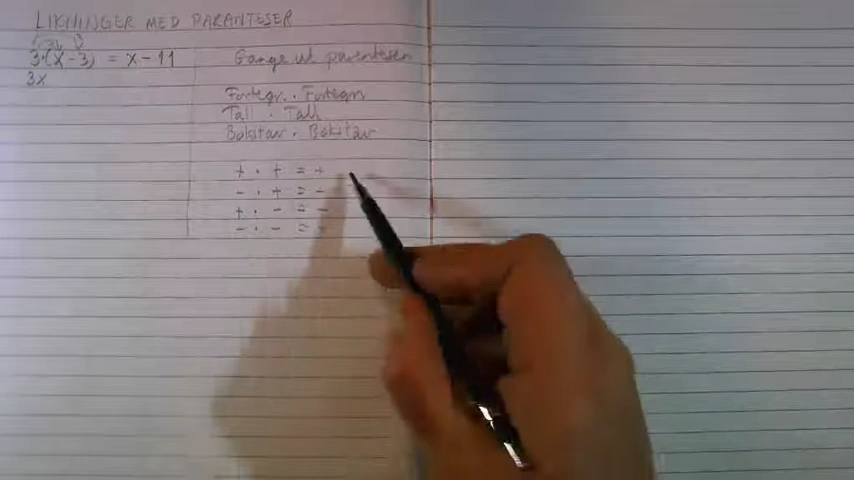 LIKNINGER MED PARANTESER
3·(x-3) = x-11
3x
Gange ut parentesen
Fortegn · Fortegn
Tall · Tall
Bokstav · Bokstav
+ · + = +
- · + = -
+ · - = -
- · - =